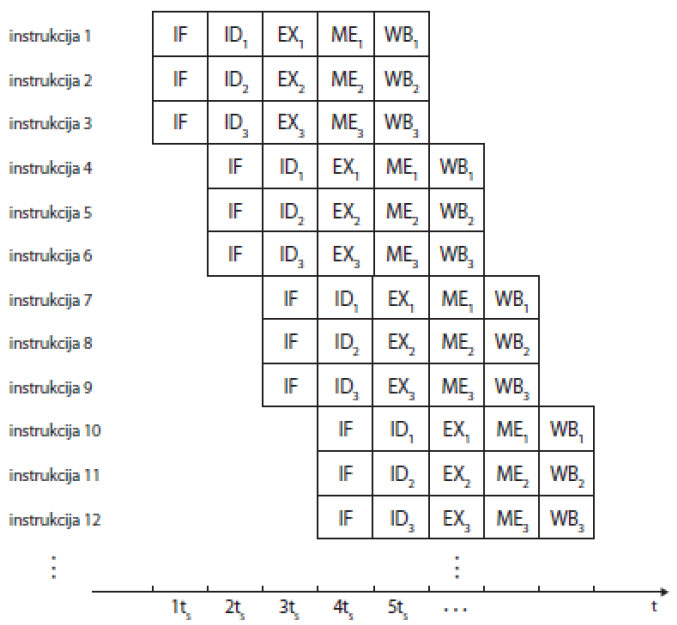 instrukcija 1 IF ID₁ EX₁ ME₁ WB₁
instrukcija 2 IF ID₂ EX₂ ME₂ WB₂
instrukcija 3 IF ID₃ EX₃ ME₃ WB₃
instrukcija 4 IF ID₁ EX₁ ME₁ WB₁
instrukcija 5 IF ID₂ EX₂ ME₂ WB₂
instrukcija 6 IF ID₃ EX₃ ME₃ WB₃
instrukcija 7 IF ID₁ EX₁ ME₁ WB₁
instrukcija 8 IF ID₂ EX₂ ME₂ WB₂
instrukcija 9 IF ID₃ EX₃ ME₃ WB₃
instrukcija 10 IF ID₁ EX₁ ME₁ WB₁
instrukcija 11 IF ID₂ EX₂ ME₂ WB₂
instrukcija 12 IF ID₃ EX₃ ME₃ WB₃
⋮ ⋮
1tₛ 2tₛ 3tₛ 4tₛ 5tₛ ... t